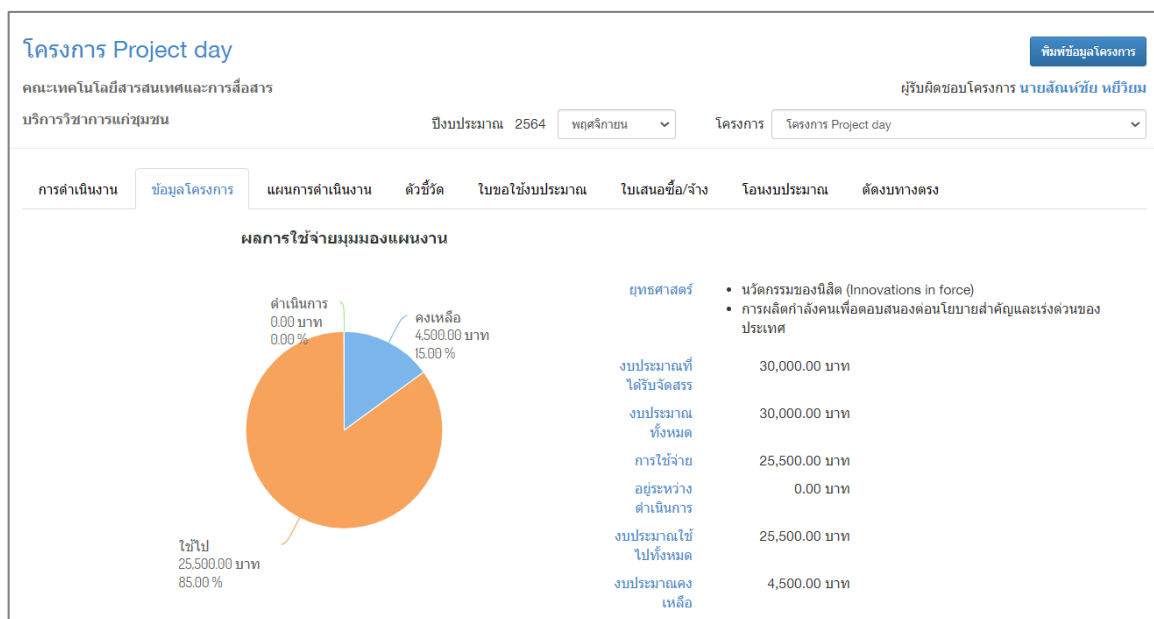 โครงการ Project day
พิมพ์ข้อมูลโครงการ
คณะเทคโนโลยีสารสนเทศและการสื่อสาร
ผู้รับผิดชอบโครงการ นายสัณห์ชัย หยีวิยม
บริการวิชาการแก่ชุมชน
ปีงบประมาณ 2564 พฤศจิกายน โครงการ โครงการ Project day
การดำเนินงาน ข้อมูลโครงการ แผนการดำเนินงาน ตัวชี้วัด ใบขอใช้งบประมาณ ใบเสนอซื้อ/จ้าง โอนงบประมาณ ตัดงบทางตรง
ผลการใช้จ่ายมุมมองแผนงาน
ดำเนินการ
0.00 บาท
0.00 %
คงเหลือ
4,500.00 บาท
15.00 %
ใช้ไป
25,500.00 บาท
85.00 %
ยุทธศาสตร์
• นวัตกรรมของนิสิต (Innovations in force)
• การผลิตกำลังคนเพื่อตอบสนองต่อนโยบายสำคัญและเร่งด่วนของ
ประเทศ
งบประมาณที่ 30,000.00 บาท
ได้รับจัดสรร
งบประมาณ 30,000.00 บาท
ทั้งหมด
การใช้จ่าย 25,500.00 บาท
อยู่ระหว่าง 0.00 บาท
ดำเนินการ
งบประมาณใช้ 25,500.00 บาท
ไปทั้งหมด
งบประมาณคง 4,500.00 บาท
เหลือ